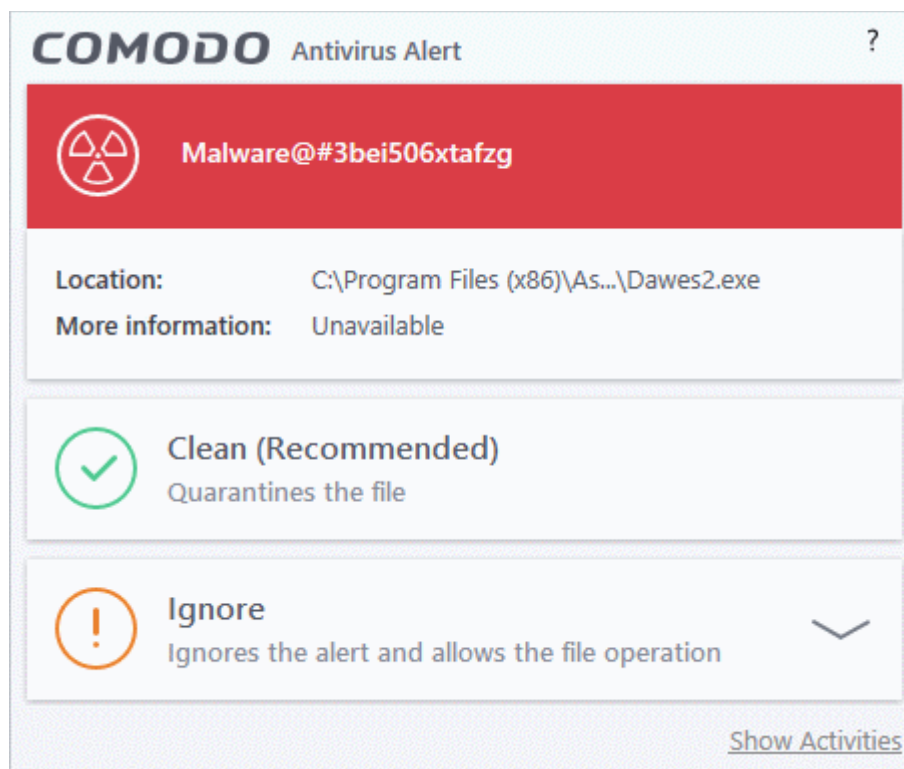 COMODO Antivirus Alert ?
Malware@#3bei506xtafzg
Location: C:\Program Files (x86)\As...\Dawes2.exe
More information: Unavailable
Clean (Recommended)
Quarantines the file
Ignore
Ignores the alert and allows the file operation
Show Activities